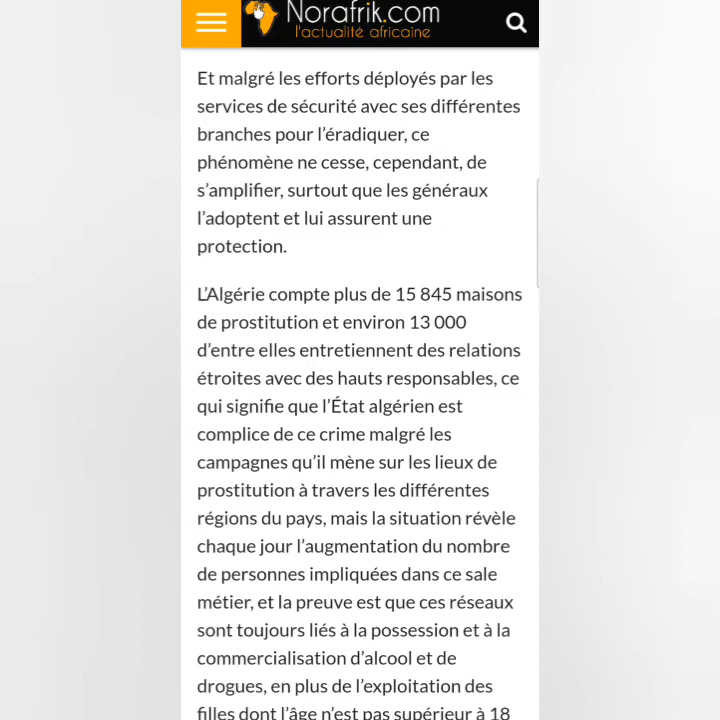 Norafrik.com
l'actualité africaine
Et malgré les efforts déployés par les
services de sécurité avec ses différentes
branches pour l’éradiquer, ce
phénomène ne cesse, cependant, de
s’amplifier, surtout que les généraux
l’adoptent et lui assurent une
protection.
L’Algérie compte plus de 15 845 maisons
de prostitution et environ 13 000
d’entre elles entretiennent des relations
étroites avec des hauts responsables, ce
qui signifie que l’État algérien est
complice de ce crime malgré les
campagnes qu’il mène sur les lieux de
prostitution à travers les différentes
régions du pays, mais la situation révèle
chaque jour l’augmentation du nombre
de personnes impliquées dans ce sale
métier, et la preuve est que ces réseaux
sont toujours liés à la possession et à la
commercialisation d’alcool et de
drogues, en plus de l’exploitation des
filles dont l’âge n’est pas supérieur à 18